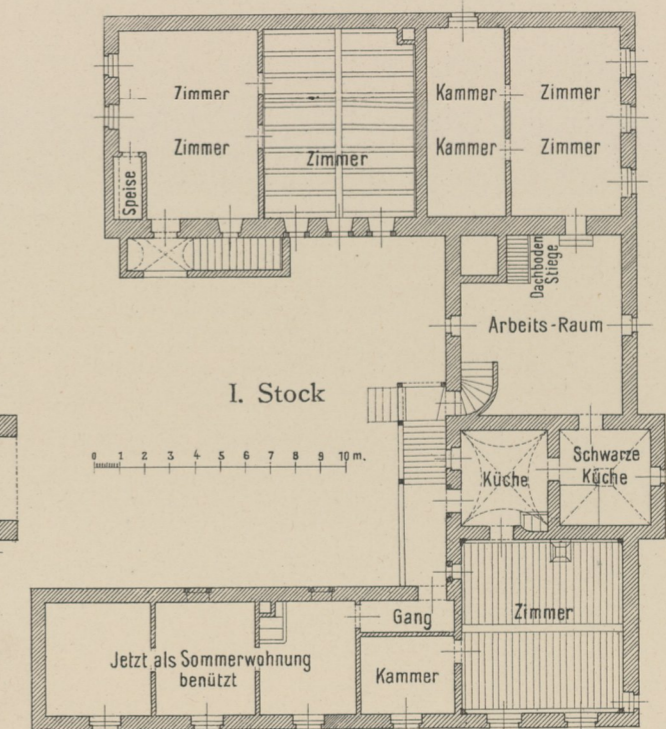 Zimmer
Zimmer
Speise
Zimmer
Kammer
Kammer
Zimmer
Zimmer
Dachboden
Stiege
Arbeits-Raum
I. Stock
0 1 2 3 4 5 6 7 8 9 10 m.
Küche
Schwarze
Küche
Zimmer
Gang
Jetzt als Sommerwohnung
benützt
Kammer